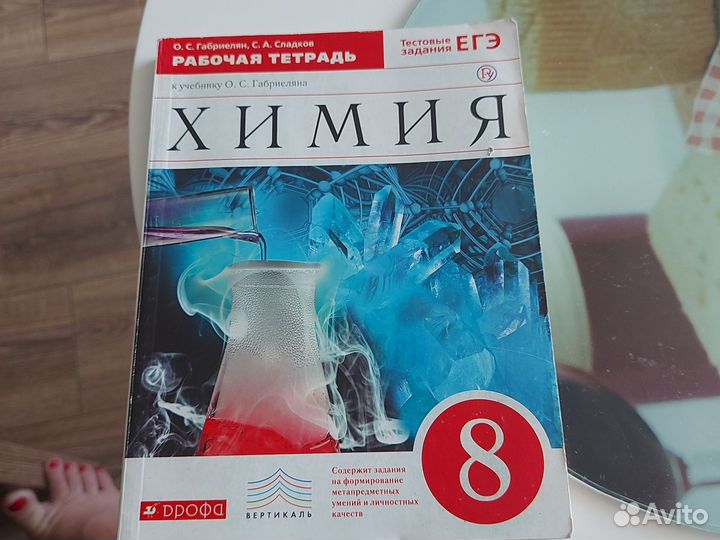 О. С. Габриелян, С. А. Сладков
РАБОЧАЯ ТЕТРАДЬ
Тестовые
задания ЕГЭ
к учебнику О. С. Габриеляна
ХИМИЯ
8
Содержит задания
на формирование
метапредметных
умений и личностных
качеств
дрофа
ВЕРТИКАЛЬ
Avito